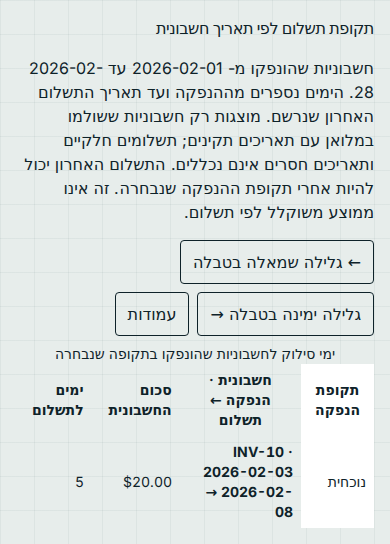 תקופת תשלום לפי תאריך חשבונית
חשבוניות שהונפקו מ- 2026-02-01 עד 2026-02-
28. הימים נספרים מההנפקה ועד תאריך התשלום
האחרון שנרשם. מוצגות רק חשבוניות ששולמו
במלואן עם תאריכים תקינים; תשלומים חלקיים
ותאריכים חסרים אינם נכללים. התשלום האחרון יכול
להיות אחרי תקופת ההנפקה שנבחרה. זה אינו
ממוצע משוקלל לפי תשלום.
← גלילה שמאלה בטבלה
גלילה ימינה בטבלה →
עמודות
ימי סילוק לחשבוניות שהונפקו בתקופה שנבחרה
תקופת
הנפקה
חשבונית ·
הנפקה ←
תשלום
סכום
החשבונית
ימים
לתשלום
נוכחית
INV-10 ·
2026-02-03
→ 2026-02-
08
$20.00
5